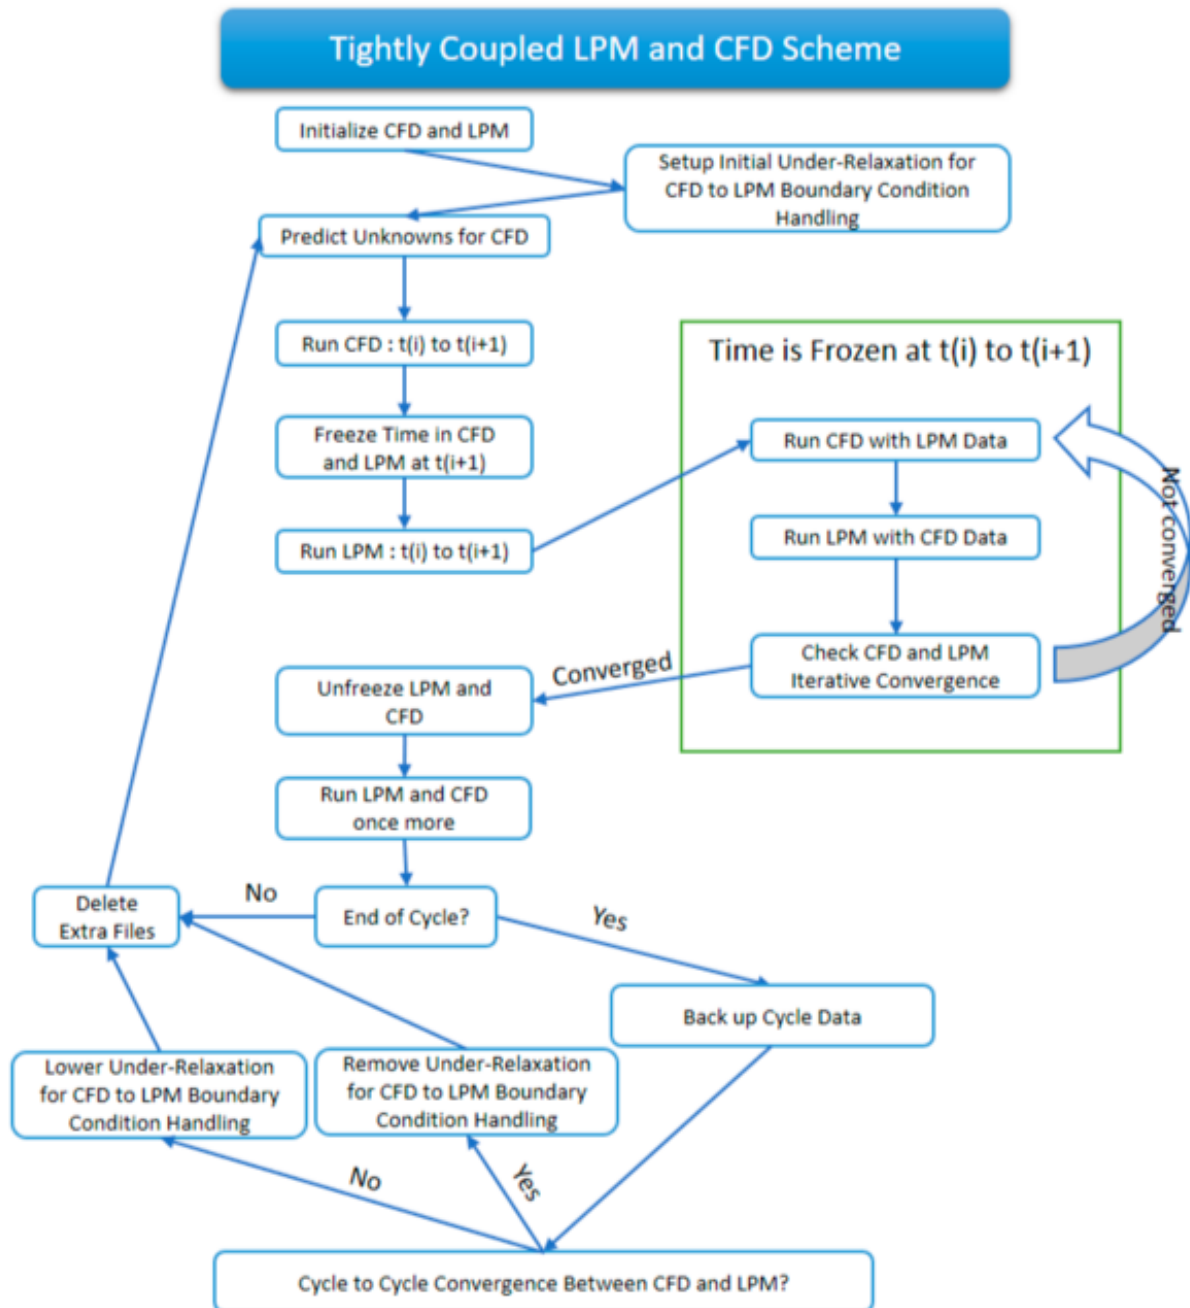 Tightly Coupled LPM and CFD Scheme
Initialize CFD and LPM
Setup Initial Under-Relaxation for
CFD to LPM Boundary Condition
Handling
Predict Unknowns for CFD
Run CFD : t(i) to t(i+1)
Freeze Time in CFD
and LPM at t(i+1)
Run LPM : t(i) to t(i+1)
Time is Frozen at t(i) to t(i+1)
Run CFD with LPM Data
Run LPM with CFD Data
Check CFD and LPM
Iterative Convergence
Not converged
Converged
Unfreeze LPM and
CFD
Run LPM and CFD
once more
End of Cycle?
No
Yes
Delete
Extra Files
Back up Cycle Data
Lower Under-Relaxation
for CFD to LPM Boundary
Condition Handling
Remove Under-Relaxation
for CFD to LPM Boundary
Condition Handling
No
Yes
Cycle to Cycle Convergence Between CFD and LPM?